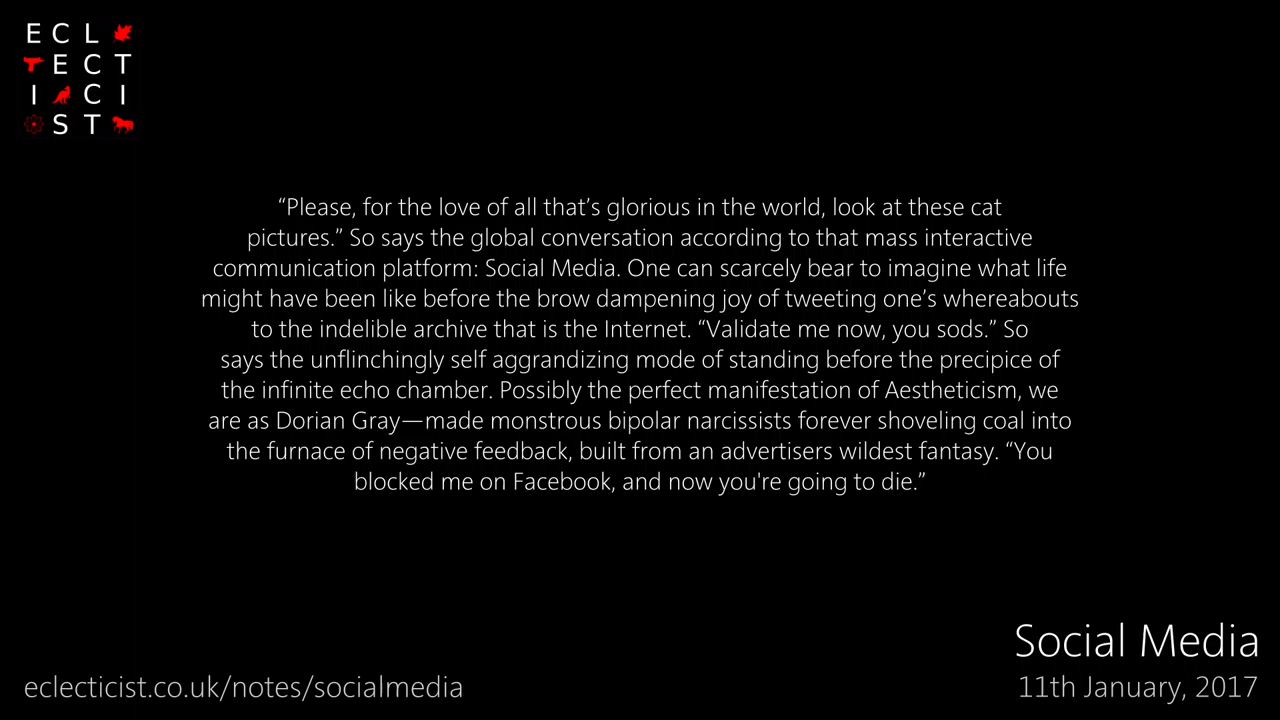 E C L
E C T
I C I
S T
“Please, for the love of all that’s glorious in the world, look at these cat
pictures.” So says the global conversation according to that mass interactive
communication platform: Social Media. One can scarcely bear to imagine what life
might have been like before the brow dampening joy of tweeting one’s whereabouts
to the indelible archive that is the Internet. “Validate me now, you sods.” So
says the unflinchingly self aggrandizing mode of standing before the precipice of
the infinite echo chamber. Possibly the perfect manifestation of Aestheticism, we
are as Dorian Gray—made monstrous bipolar narcissists forever shoveling coal into
the furnace of negative feedback, built from an advertisers wildest fantasy. “You
blocked me on Facebook, and now you're going to die.”
Social Media
eclecticist.co.uk/notes/socialmedia
11th January, 2017